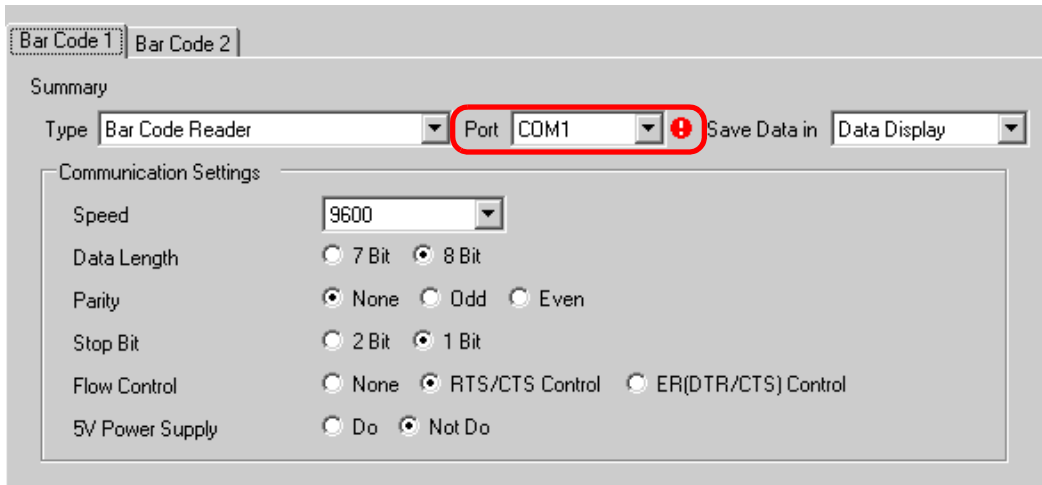 Bar Code 1 Bar Code 2
Summary
Type Bar Code Reader Port COM1 Save Data in Data Display
Communication Settings
Speed 9600
Data Length 7 Bit 8 Bit
Parity None Odd Even
Stop Bit 2 Bit 1 Bit
Flow Control None RTS/CTS Control ER(DTR/CTS) Control
5V Power Supply Do Not Do